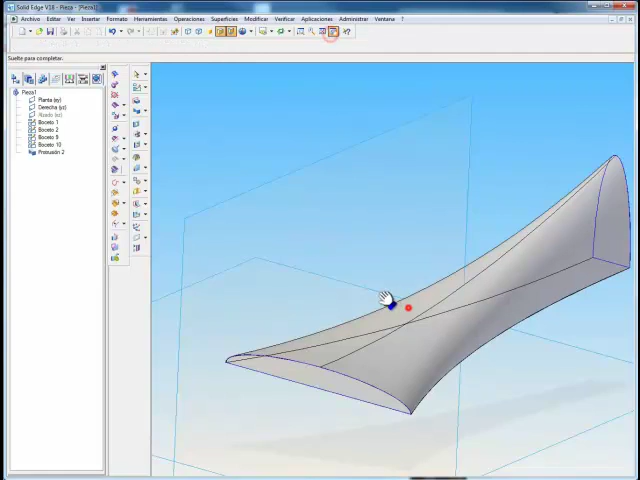 Solid Edge V18 - Pieza - [Pieza1]
Archivo Editar Ver Insertar Formato Herramientas Operaciones Superficies Modificar Verificar Aplicaciones Administrar Ventana ?
Suelte para completar.
Pieza1
Planta (xy)
Derecha (yz)
Alzado (xz)
Boceto 1
Boceto 2
Boceto 9
Boceto 10
Protrusión 2